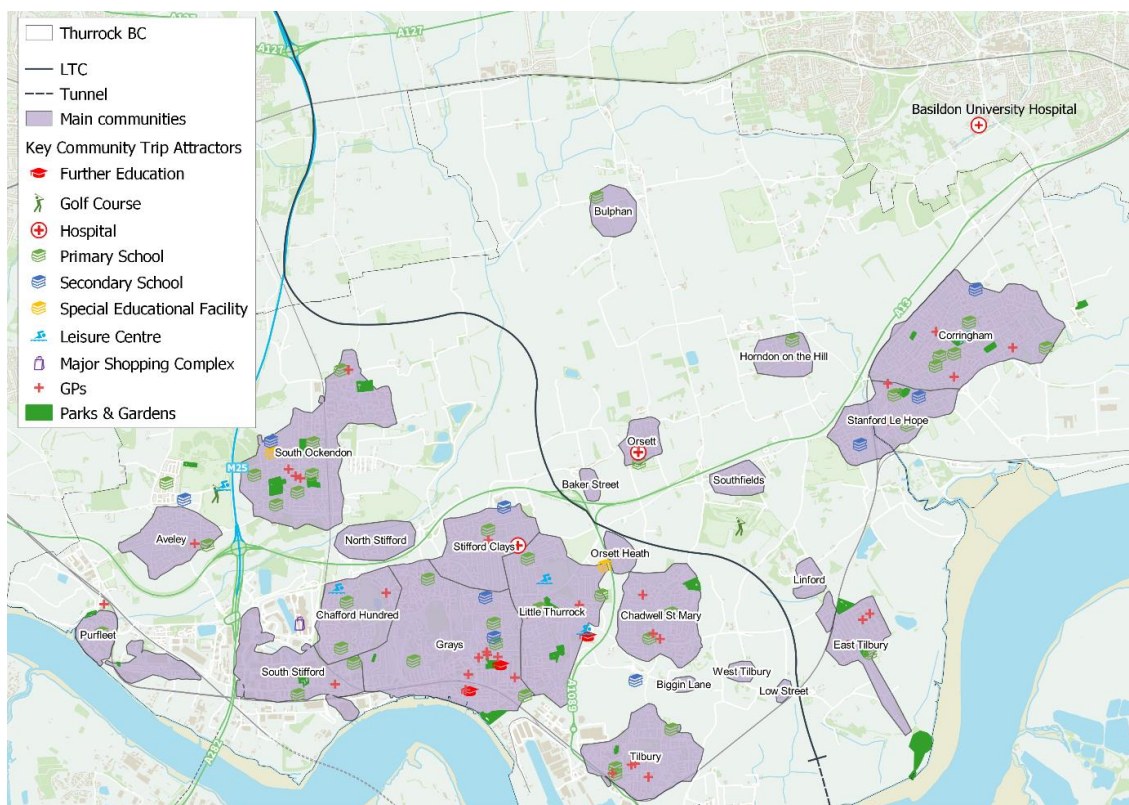 Thurrock BC
LTC
Tunnel
Main communities
Key Community Trip Attractors
Further Education
Golf Course
Hospital
Primary School
Secondary School
Special Educational Facility
Leisure Centre
Major Shopping Complex
GPs
Parks & Gardens
A127
A127
A127
Basildon University Hospital
Bulphan
A13
Corringham
Horndon on the Hill
Stanford Le Hope
South Ockendon
M25
Orsett
Baker Street
Southfields
Aveley
North Stifford
Stifford Clays
Orsett Heath
Linford
Chafford Hundred
Little Thurrock
Chadwell St Mary
Purfleet
Grays
East Tilbury
South Stifford
West Tilbury
Biggin Lane
Low Street
A1089
A282
Tilbury